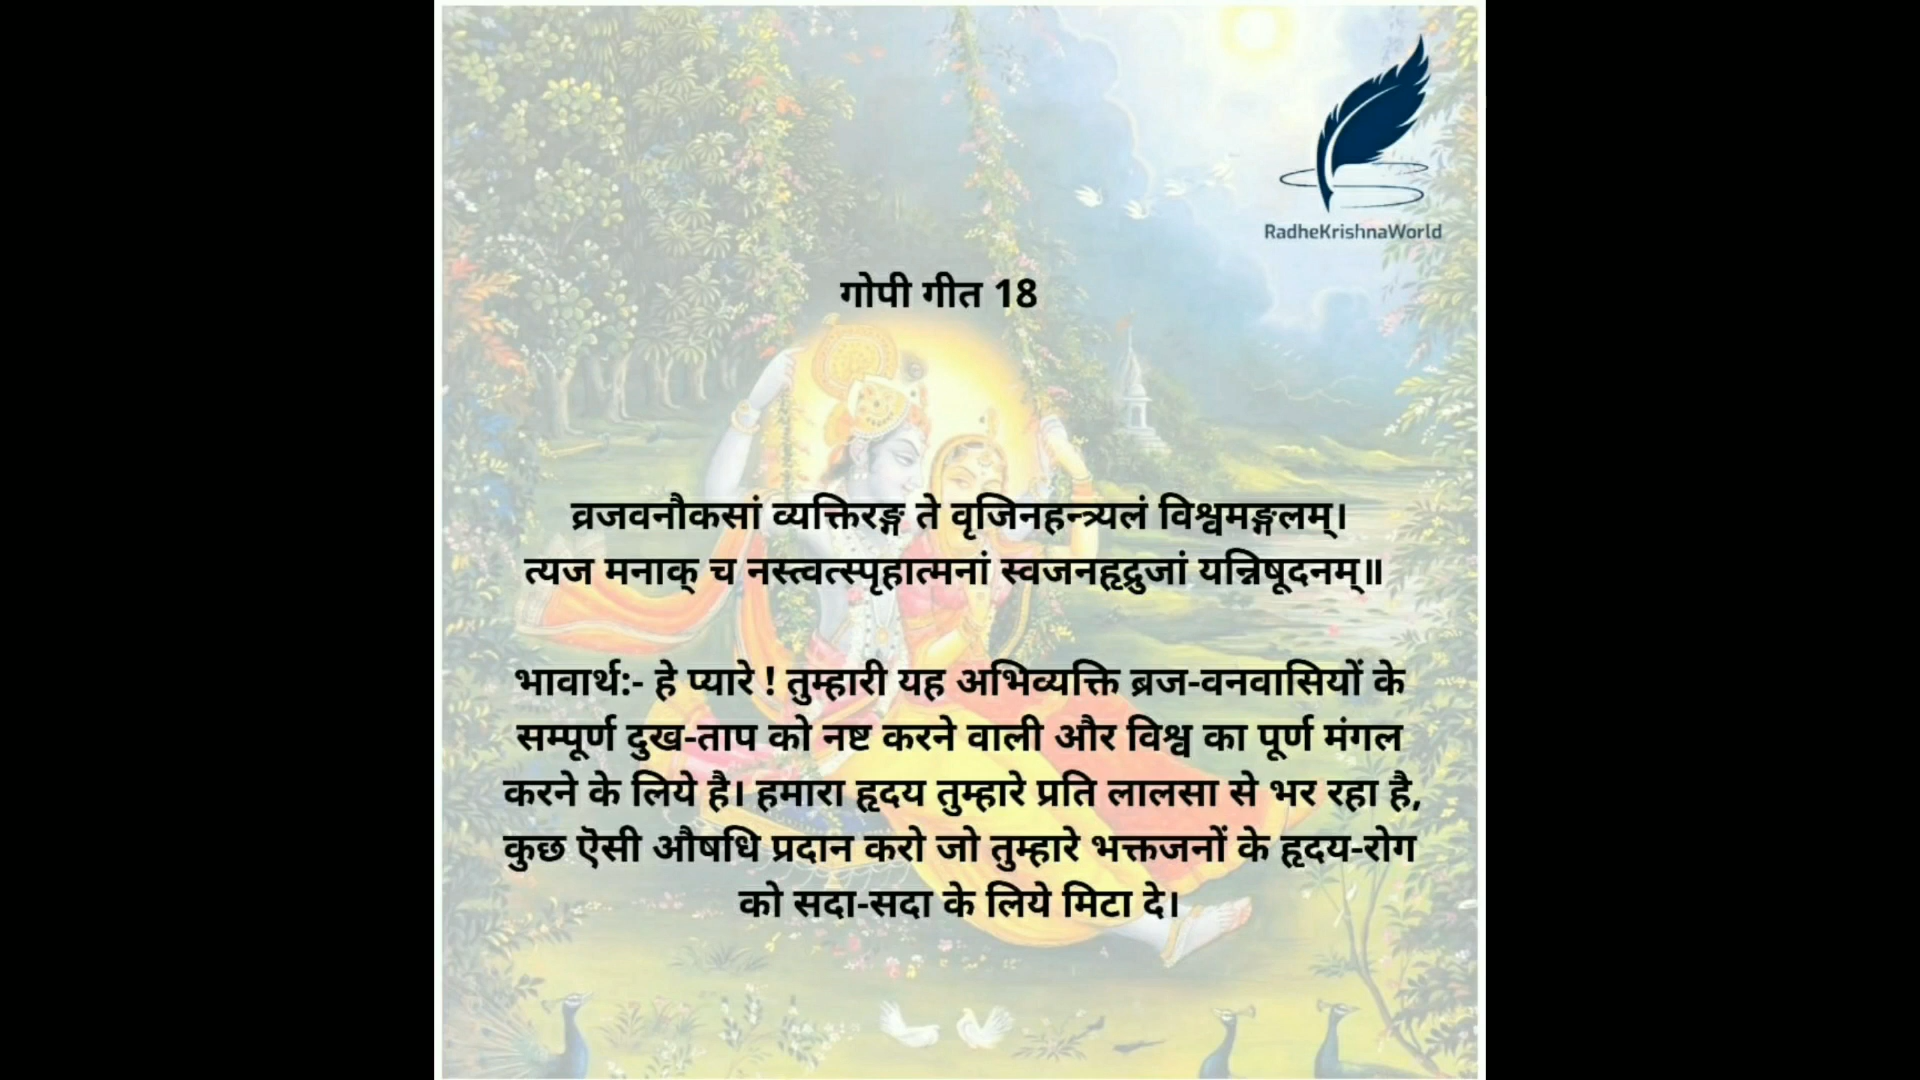 RadheKrishnaWorld
गोपी गीत 18
व्रजवनौकसां व्यक्तिरङ्ग ते वृजिनहन्त्र्यलं विश्वमङ्गलम्।
त्यज मनाक् च नस्त्वत्स्पृहात्मनां स्वजनहृद्रुजां यन्निषूदनम्॥
भावार्थ:- हे प्यारे ! तुम्हारी यह अभिव्यक्ति ब्रज-वनवासियों के
सम्पूर्ण दुख-ताप को नष्ट करने वाली और विश्व का पूर्ण मंगल
करने के लिये है। हमारा हृदय तुम्हारे प्रति लालसा से भर रहा है,
कुछ ऎसी औषधि प्रदान करो जो तुम्हारे भक्तजनों के हृदय-रोग
को सदा-सदा के लिये मिटा दे।